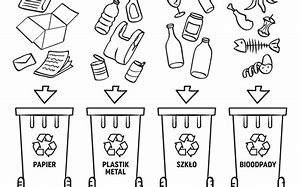 PAPIER
PLASTIK
METAL
SZKŁO
BIOODPADY